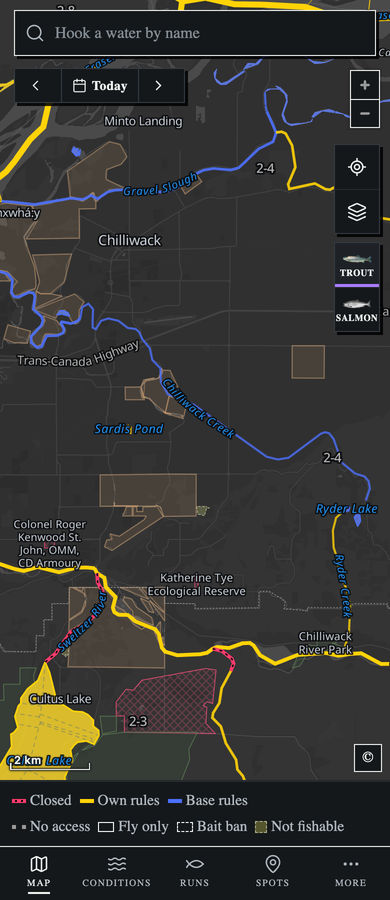 2-8
Hook a water by name
Today
+
Minto Landing
−
2-4
Gravel Slough
nxwhá:y
Chilliwack
TROUT
SALMON
Trans-Canada Highway
Chilliwack Creek
Sardis Pond
2-4
Ryder Lake
Colonel Roger
Kenwood St.
John, OMM,
CD Armoury
Katherine Tye
Ecological Reserve
Ryder Creek
Sweltzer River
Chilliwack
River Park
Cultus Lake
2-3
Lake
2 km
©
Closed
Own rules
Base rules
No access
Fly only
Bait ban
Not fishable
MAP
CONDITIONS
RUNS
SPOTS
MORE